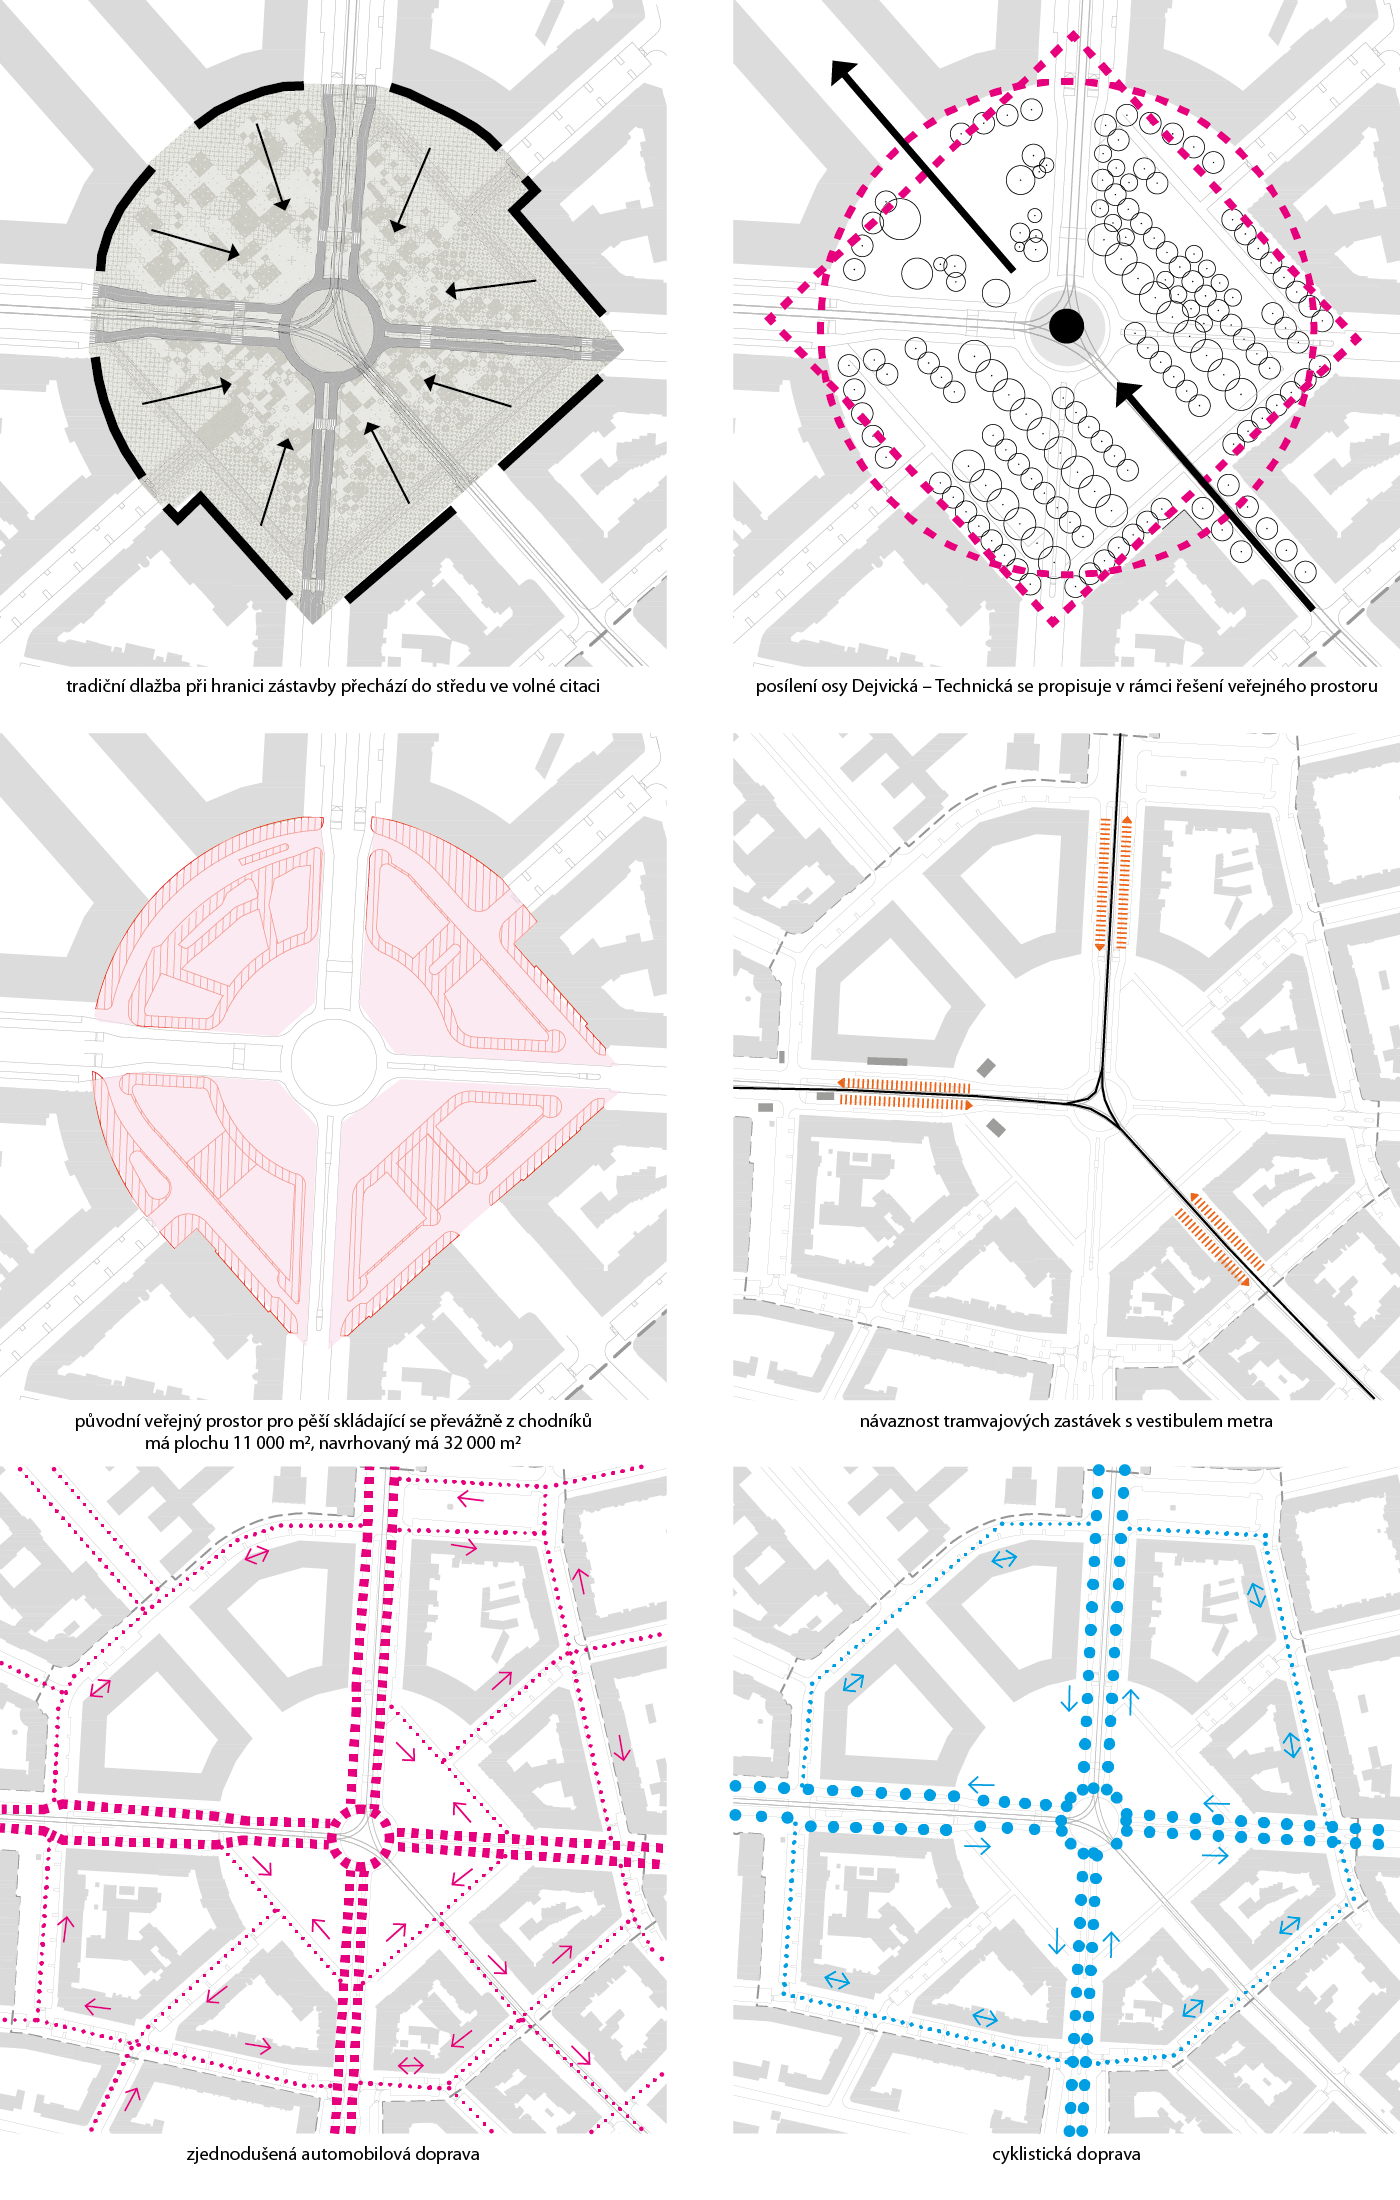 tradiční dlažba při hranici zástavby přechází do středu ve volné citaci
posílení osy Dejvická – Technická se propisuje v rámci řešení veřejného prostoru
původní veřejný prostor pro pěší skládající se převážně z chodníků
má plochu 11 000 m², navrhovaný má 32 000 m²
návaznost tramvajových zastávek s vestibulem metra
zjednodušená automobilová doprava
cyklistická doprava